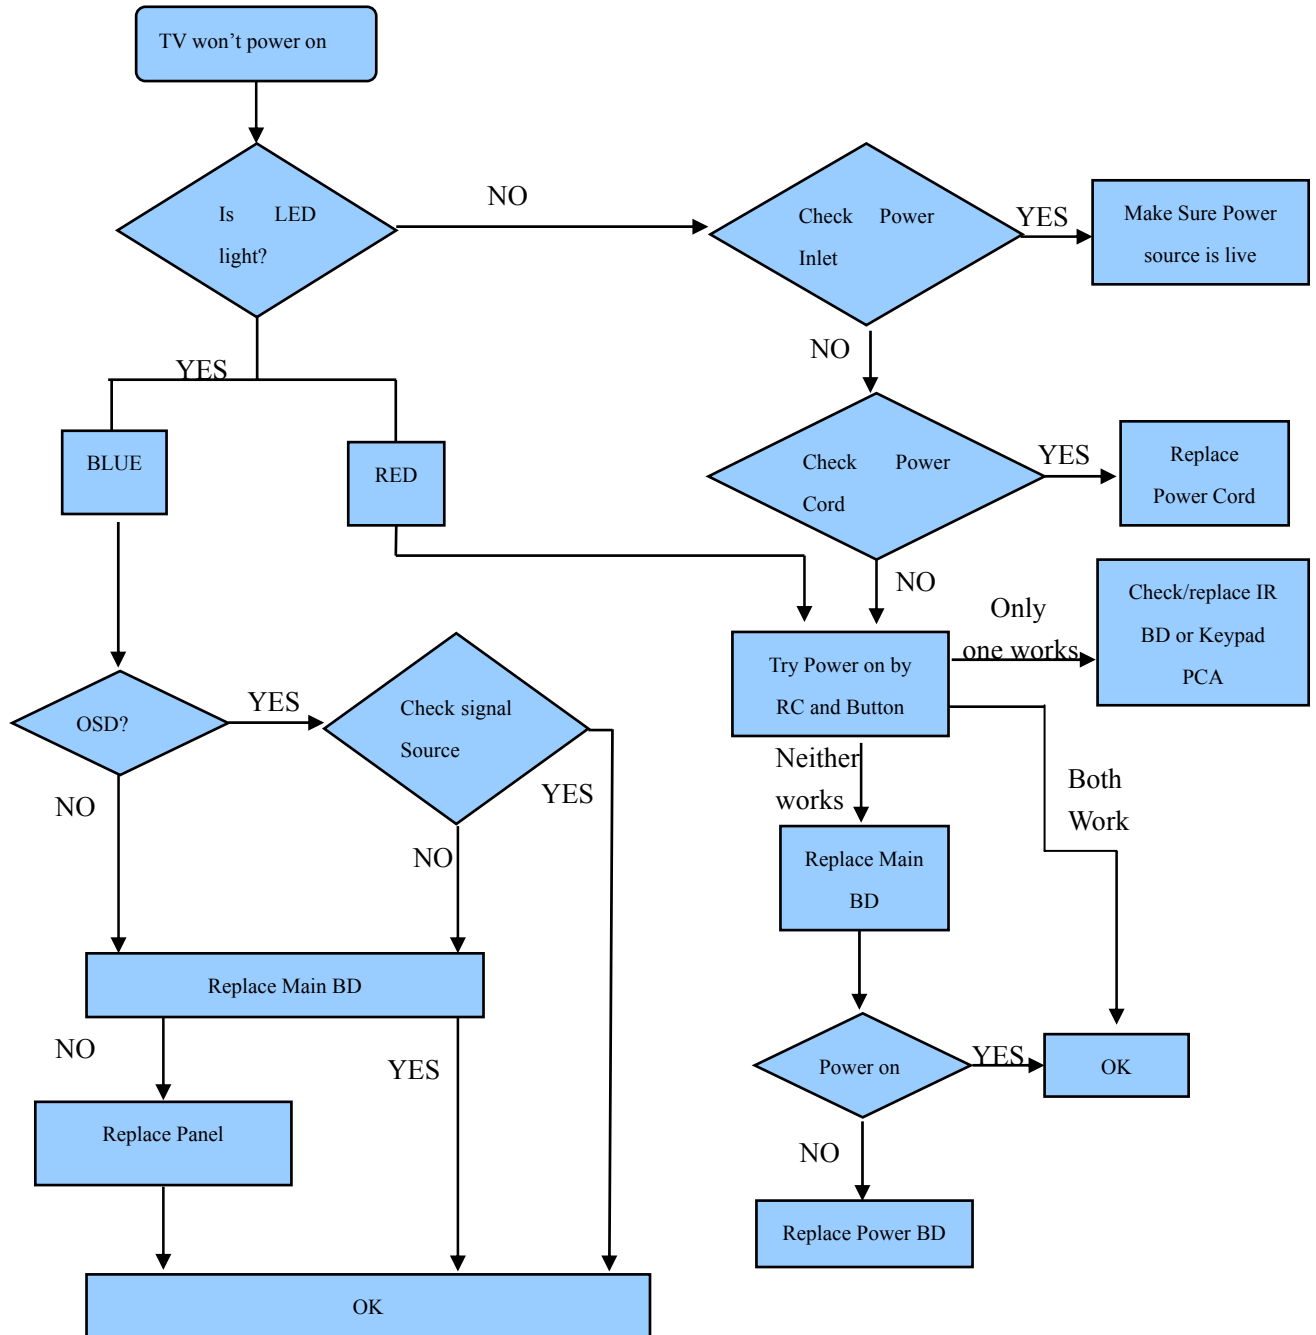 TV won’t power on
Is LED
light?
NO
Check Power
Inlet
YES
Make Sure Power
source is live
YES
NO
BLUE
RED
Check Power
Cord
YES
Replace
Power Cord
NO
Only
one works
Check/replace IR
BD or Keypad
PCA
Try Power on by
RC and Button
OSD?
YES
Check signal
Source
YES
NO
NO
Neither
works
Both
Work
Replace Main
BD
Replace Main BD
NO
YES
Power on
YES
OK
Replace Panel
NO
Replace Power BD
OK